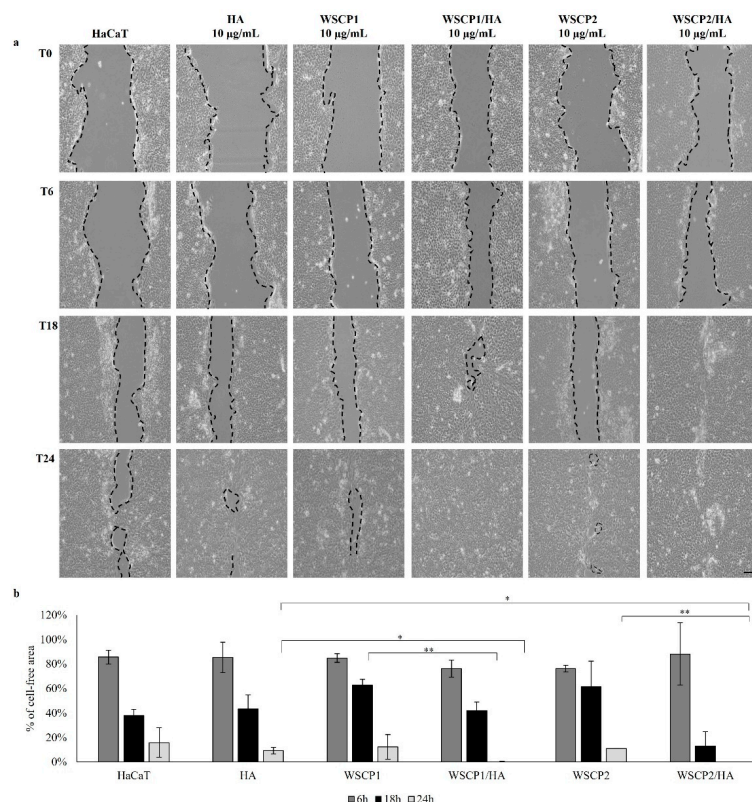 HaCaT
HA
10 µg/mL
WSCP1
10 µg/mL
WSCP1/HA
10 µg/mL
WSCP2
10 µg/mL
WSCP2/HA
10 µg/mL
a
T0
T6
T18
T24
b
120%
100%
80%
60%
40%
20%
0%
% of cell-free area
*
**
*
**
HaCaT
HA
WSCP1
WSCP1/HA
WSCP2
WSCP2/HA
6h 18h 24h